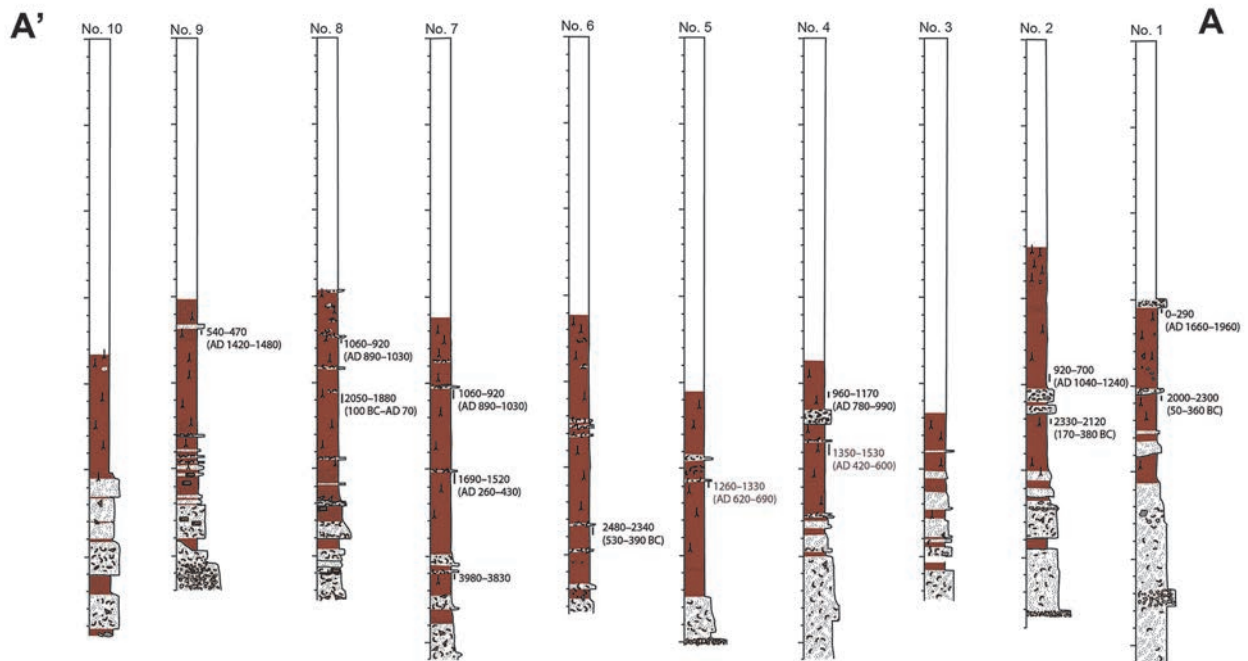 A'
No. 10
No. 9
No. 8
No. 7
No. 6
No. 5
No. 4
No. 3
No. 2
No. 1
A
540–470
(AD 1420–1480)
1060–920
(AD 890–1030)
2050–1880
(100 BC–AD 70)
1060–920
(AD 890–1030)
1690–1520
(AD 260–430)
3980–3830
2480–2340
(530–390 BC)
1260–1330
(AD 620–690)
960–1170
(AD 780–990)
1350–1530
(AD 420–600)
920–700
(AD 1040–1240)
2330–2120
(170–380 BC)
0–290
(AD 1660–1960)
2000–2300
(50–360 BC)